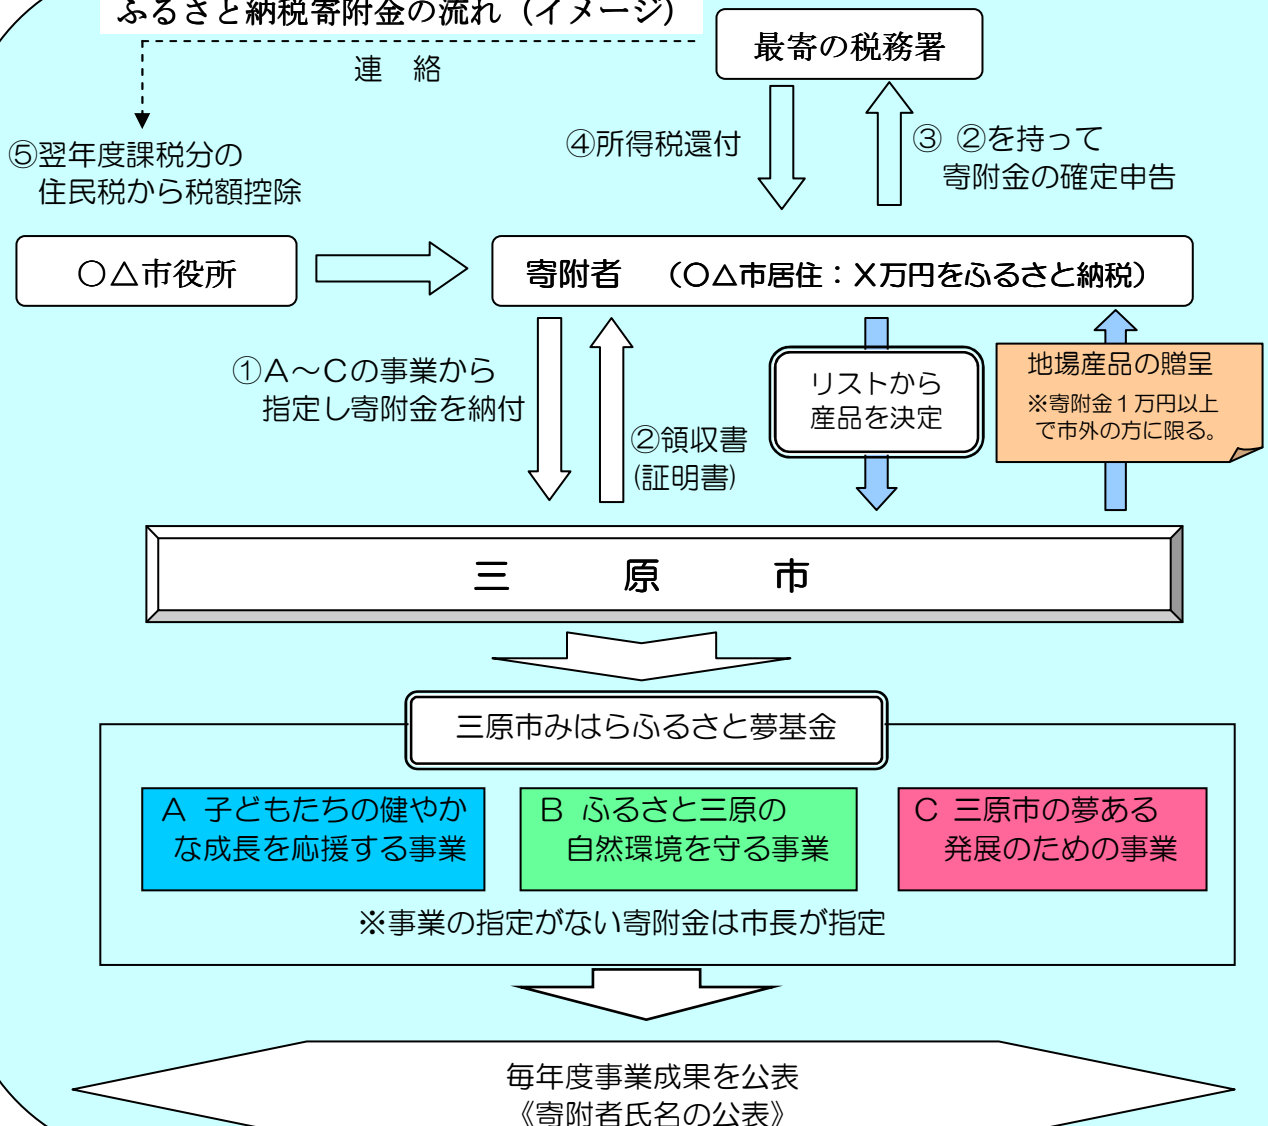 ふるさと納税寄附金の流れ（イメージ）
最寄の税務署
連　絡
④所得税還付
③ ②を持って
寄附金の確定申告
⑤翌年度課税分の
住民税から税額控除
〇△市役所
寄附者　（〇△市居住：Ｘ万円をふるさと納税）
①Ａ～Ｃの事業から
指定し寄附金を納付
②領収書
(証明書)
リストから
産品を決定
地場産品の贈呈
※寄附金１万円以上
で市外の方に限る。
三　原　市
三原市みはらふるさと夢基金
Ａ 子どもたちの健やか
な成長を応援する事業
Ｂ ふるさと三原の
自然環境を守る事業
Ｃ 三原市の夢ある
発展のための事業
※事業の指定がない寄附金は市長が指定
毎年度事業成果を公表
《寄附者氏名の公表》